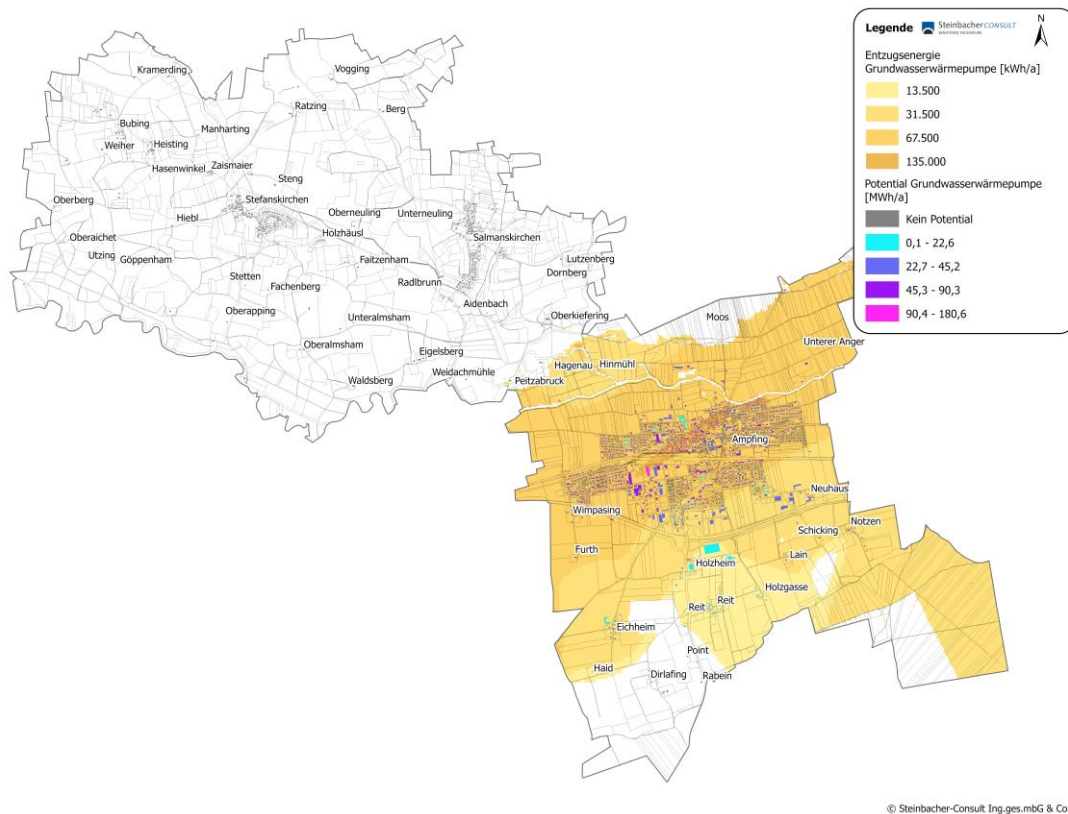 Legende
Steinbacher CONSULT
BERATENDE INGENIEURE
N
Entzugsenergie
Grundwasserwärmepumpe [kWh/a]
13.500
31.500
67.500
135.000
Potential Grundwasserwärmepumpe
[MWh/a]
Kein Potential
0,1 - 22,6
22,7 - 45,2
45,3 - 90,3
90,4 - 180,6
Kramerding
Vogging
Ratzing
Berg
Bubing
Manharting
Weiher
Heisting
Hasenwinkel
Zaismaier
Steng
Oberberg
Stefanskirchen
Hiebl
Oberneuling
Unterneuling
Oberaichet
Holzhäusl
Salmanskirchen
Utzing
Göppenham
Faitzenham
Lutzenberg
Stetten
Dornberg
Fachenberg
Radlbrunn
Aidenbach
Oberapping
Unteralmsham
Oberkiefering
Moos
Oberalmsham
Eigelsberg
Unterer Anger
Waldsberg
Weidachmühle
Hagenau
Hinmühl
Peitzabruck
Ampfing
Neuhaus
Wimpasing
Schicking
Notzen
Furth
Lain
Holzheim
Holzgasse
Reit
Reit
Eichheim
Point
Haid
Dirlafing
Rabein
© Steinbacher-Consult Ing.ges.mbG & Co